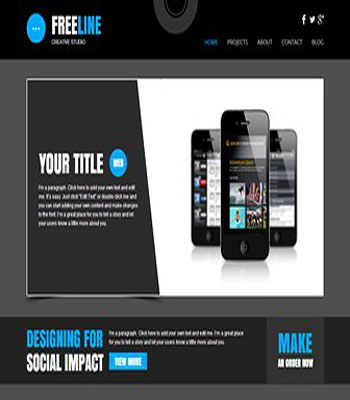 FREELINE
CREATIVE STUDIO
HOME PROJECTS ABOUT CONTACT BLOG
YOUR TITLE
WEB
I'm a paragraph. Click here to add your own text and edit
me. It's easy. Just click "Edit Text" or double click me and
you can start adding your own content and make changes
to the font. I'm a great place for you to tell a story and let
your users know a little more about you.
Adventure Sport
DESIGNING FOR
SOCIAL IMPACT
I'm a paragraph. Click here to add your own text and edit me. I'm a great place
for you to tell a story and let your users know a little more about you.
VIEW MORE
MAKE
AN ORDER NOW